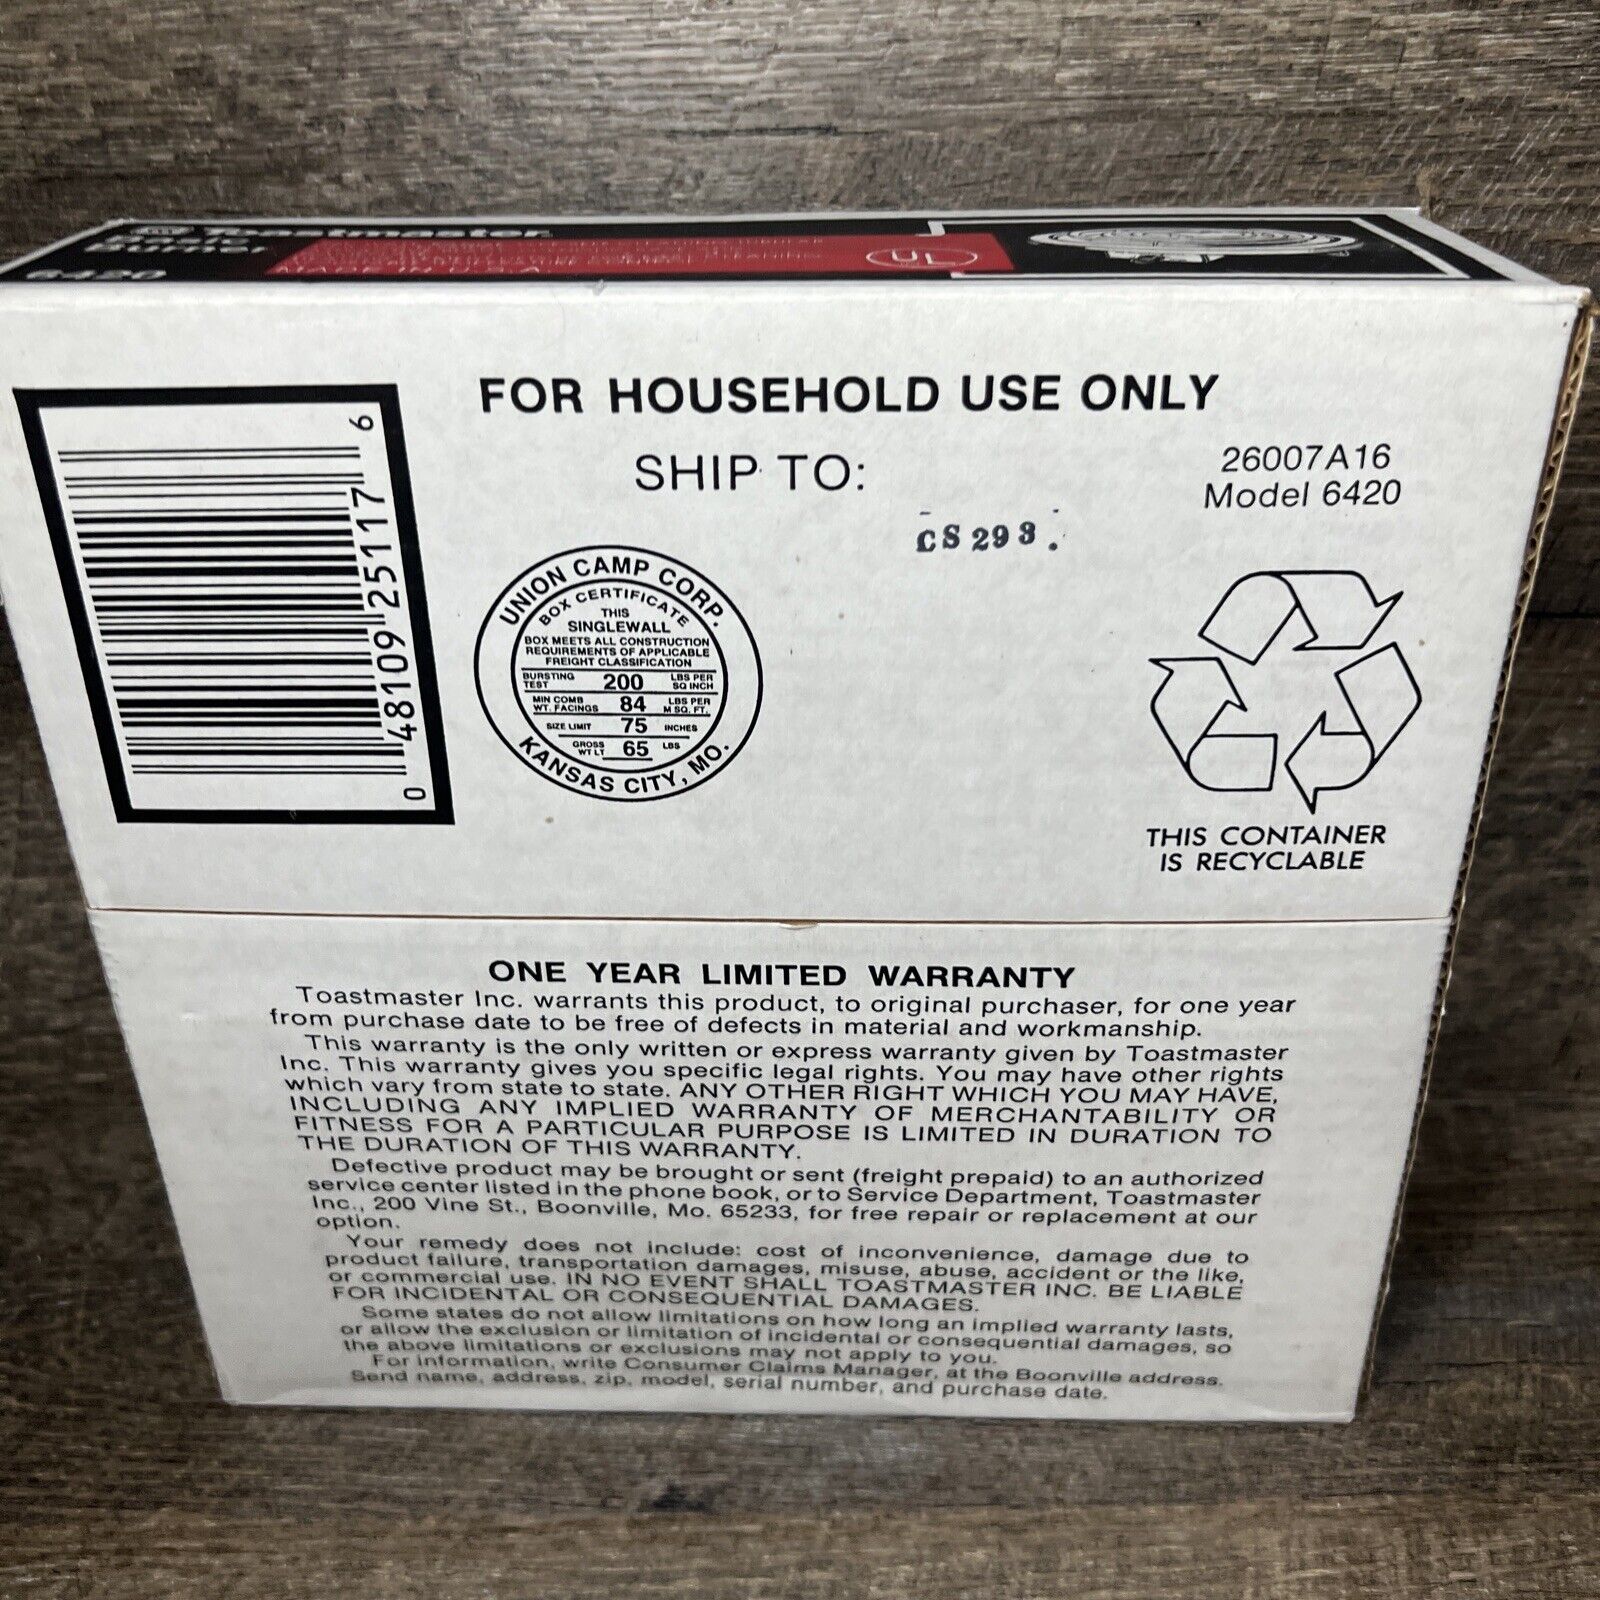 Toastmaster
Burner
6420
MADE IN U.S.A.
UL
FOR HOUSEHOLD USE ONLY
SHIP TO:
26007A16
Model 6420
CS 293.
0 48109 25117 6
UNION CAMP CORP.
BOX CERTIFICATE
THIS
SINGLEWALL
BOX MEETS ALL CONSTRUCTION
REQUIREMENTS OF APPLICABLE
FREIGHT CLASSIFICATION
BURSTING TEST 200 LBS PER SQ INCH
MIN COMB WT. FACINGS 84 LBS PER M SQ. FT.
SIZE LIMIT 75 INCHES
GROSS WT LT 65 LBS
KANSAS CITY, MO.
THIS CONTAINER
IS RECYCLABLE
ONE YEAR LIMITED WARRANTY
Toastmaster Inc. warrants this product, to original purchaser, for one year
from purchase date to be free of defects in material and workmanship.
This warranty is the only written or express warranty given by Toastmaster
Inc. This warranty gives you specific legal rights. You may have other rights
which vary from state to state. ANY OTHER RIGHT WHICH YOU MAY HAVE,
INCLUDING ANY IMPLIED WARRANTY OF MERCHANTABILITY OR
FITNESS FOR A PARTICULAR PURPOSE IS LIMITED IN DURATION TO
THE DURATION OF THIS WARRANTY.
Defective product may be brought or sent (freight prepaid) to an authorized
service center listed in the phone book, or to Service Department, Toastmaster
Inc., 200 Vine St., Boonville, Mo. 65233, for free repair or replacement at our
option.
Your remedy does not include: cost of inconvenience, damage due to
product failure, transportation damages, misuse, abuse, accident or the like,
or commercial use. IN NO EVENT SHALL TOASTMASTER INC. BE LIABLE
FOR INCIDENTAL OR CONSEQUENTIAL DAMAGES.
Some states do not allow limitations on how long an implied warranty lasts,
or allow the exclusion or limitation of incidental or consequential damages, so
the above limitations or exclusions may not apply to you.
For information, write Consumer Claims Manager, at the Boonville address.
Send name, address, zip, model, serial number, and purchase date.